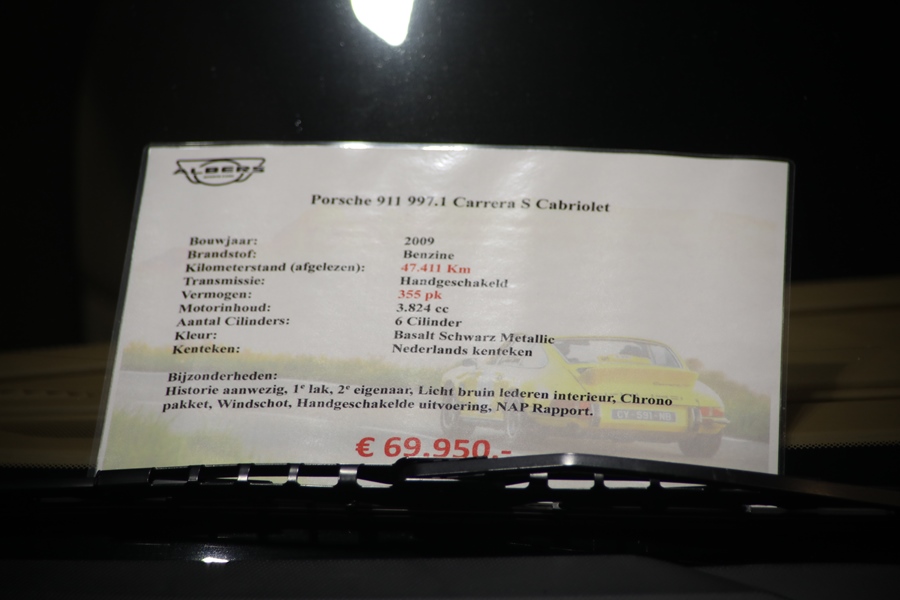 ALBERS
Porsche 911 997.1 Carrera S Cabriolet
Bouwjaar: 2009
Brandstof: Benzine
Kilometerstand (afgelezen): 47.411 Km
Transmissie: Handgeschakeld
Vermogen: 355 pk
Motorinhoud: 3.824 cc
Aantal Cilinders: 6 Cilinder
Kleur: Basalt Schwarz Metallic
Kenteken: Nederlands kenteken
Bijzonderheden:
Historie aanwezig, 1e lak, 2e eigenaar, Licht bruin lederen interieur, Chrono
pakket, Windschot, Handgeschakelde uitvoering, NAP Rapport.
€ 69.950,-